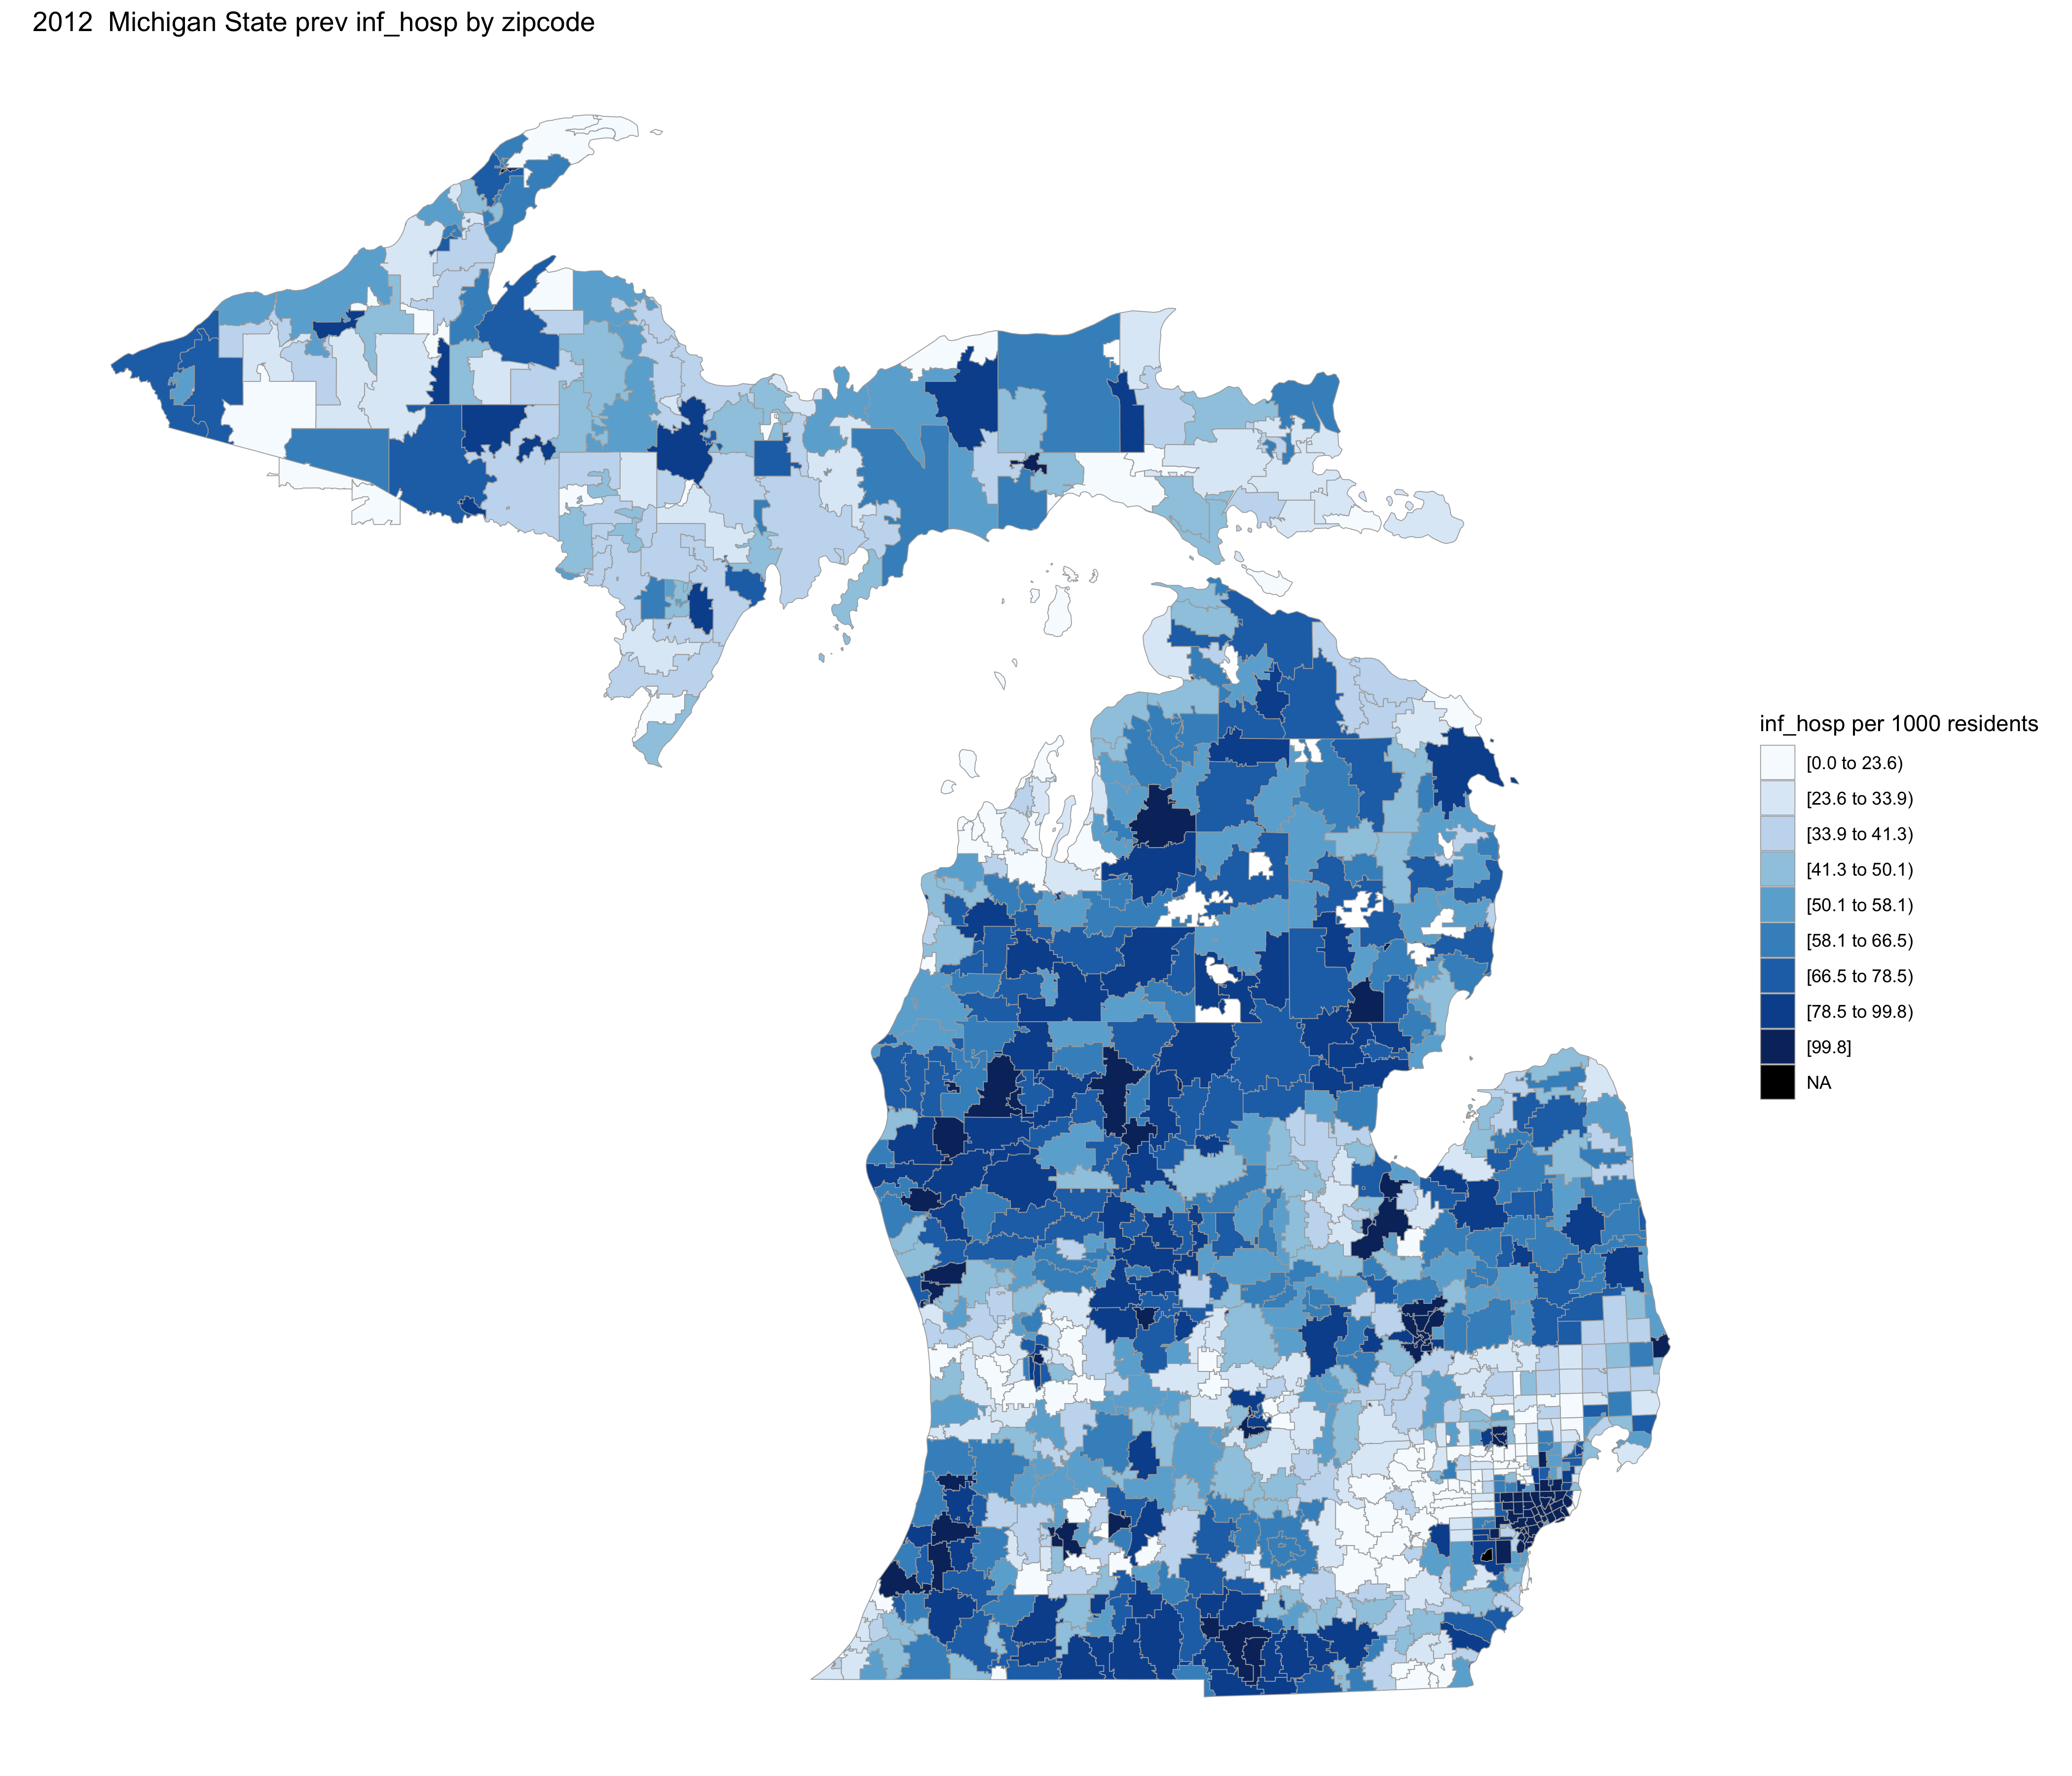 2012  Michigan State prev inf_hosp by zipcode
inf_hosp per 1000 residents
[0.0 to 23.6)
[23.6 to 33.9)
[33.9 to 41.3)
[41.3 to 50.1)
[50.1 to 58.1)
[58.1 to 66.5)
[66.5 to 78.5)
[78.5 to 99.8)
[99.8]
NA